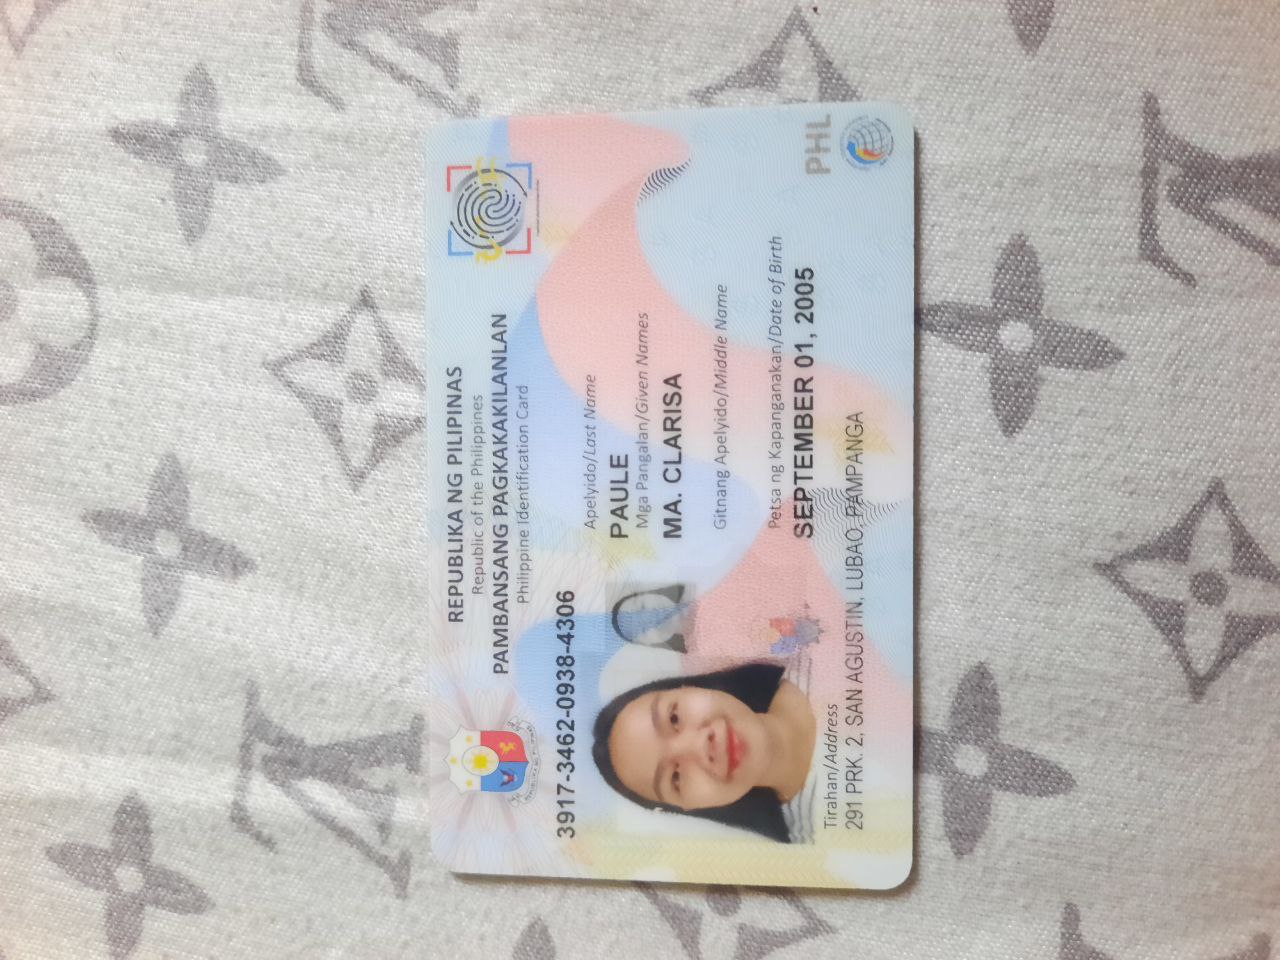 REPUBLIKA NG PILIPINAS
Republic of the Philippines
PAMBANSANG PAGKAKAKILANLAN
Philippine Identification Card
3917-3462-0938-4306
Apelyido/Last Name
PAULE
Mga Pangalan/Given Names
MA. CLARISA
Gitnang Apelyido/Middle Name
Petsa ng Kapanganakan/Date of Birth
SEPTEMBER 01, 2005
Tirahan/Address
291 PRK. 2, SAN AGUSTIN, LUBAO, PAMPANGA
PHL